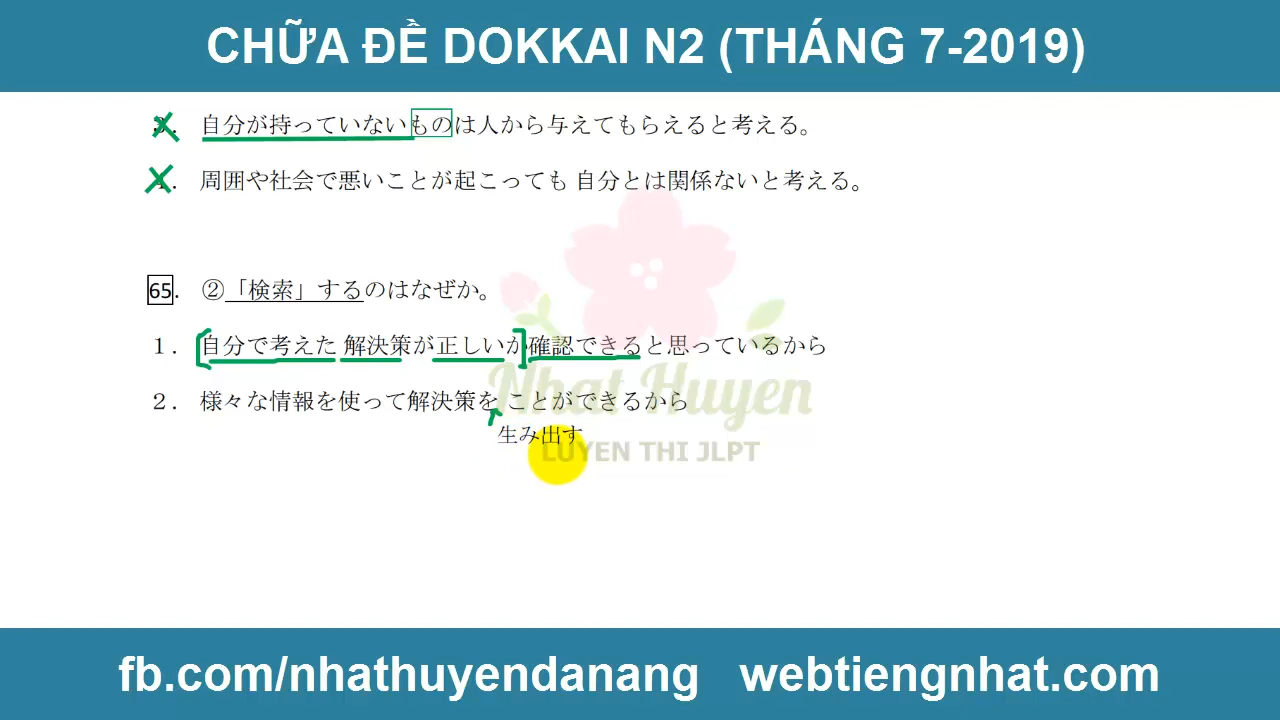 CHỮA ĐỀ DOKKAI N2 (THÁNG 7-2019)
3. 自分が持っていないものは人から与えてもらえると考える。
4. 周囲や社会で悪いことが起こっても 自分とは関係ないと考える。
65. ②「検索」するのはなぜか。
1. 自分で考えた 解決策が正しいか確認できると思っているから
2. 様々な情報を使って解決策を ことができるから
生み出す
Nhat Huyen
LUYEN THI JLPT
fb.com/nhathuyendanang webtiengnhat.com